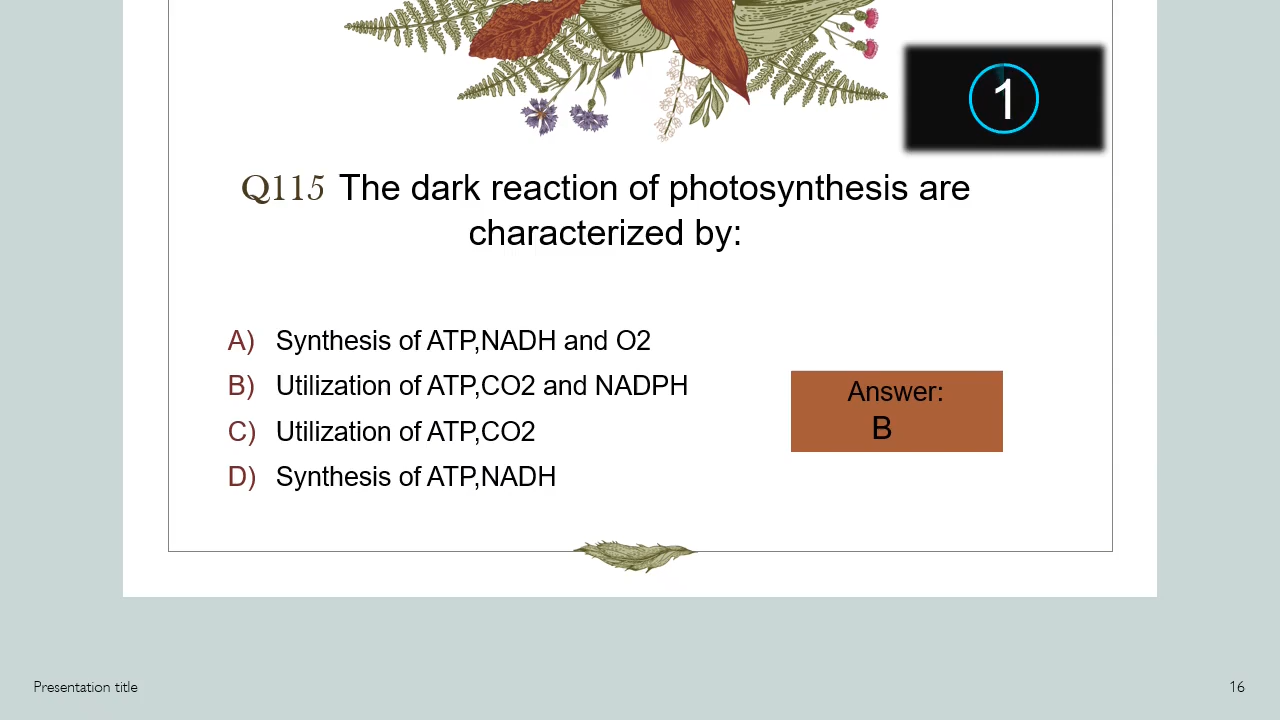 1
Q115 The dark reaction of photosynthesis are
characterized by:
A) Synthesis of ATP,NADH and O2
B) Utilization of ATP,CO2 and NADPH
C) Utilization of ATP,CO2
D) Synthesis of ATP,NADH
Answer:
B
Presentation title
16